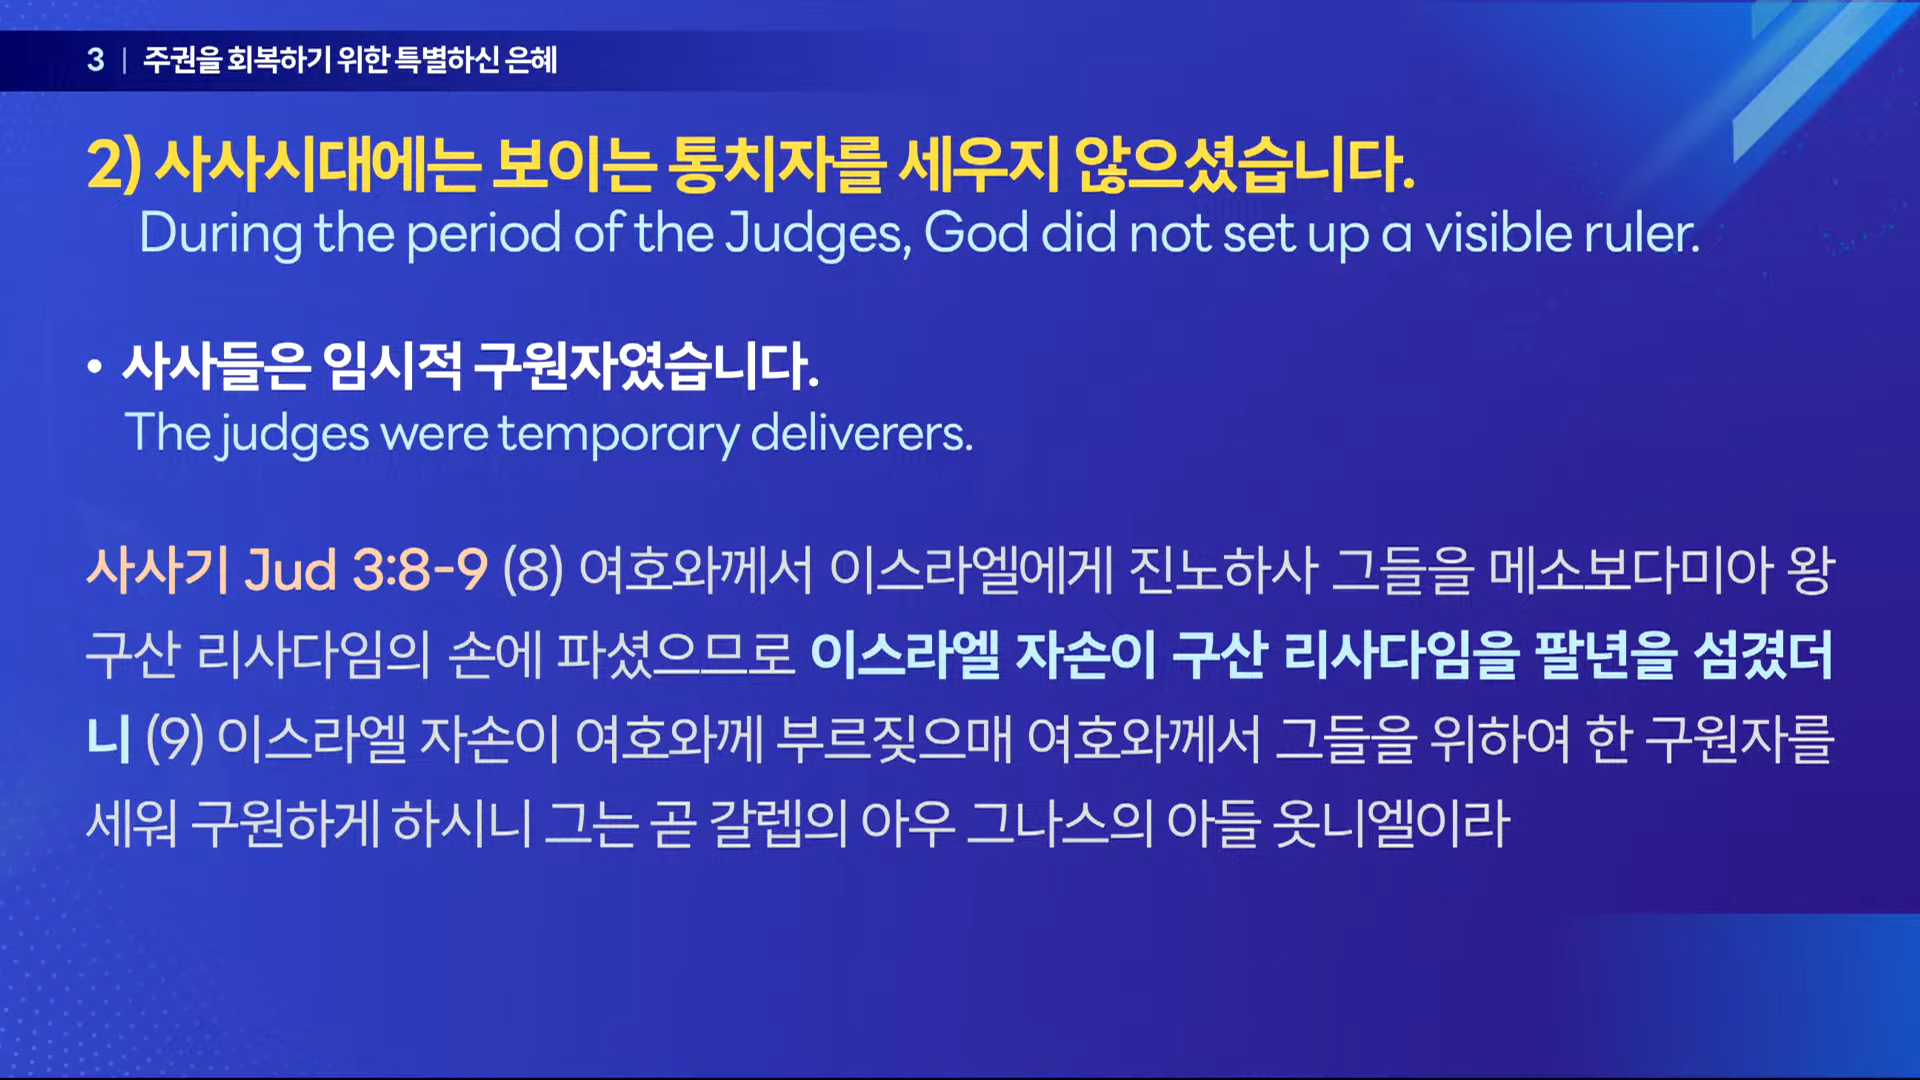 3 | 주권을 회복하기 위한 특별하신 은혜
2) 사사시대에는 보이는 통치자를 세우지 않으셨습니다.
During the period of the Judges, God did not set up a visible ruler.
• 사사들은 임시적 구원자였습니다.
The judges were temporary deliverers.
사사기 Jud 3:8-9 (8) 여호와께서 이스라엘에게 진노하사 그들을 메소보다미아 왕
구산 리사다임의 손에 파셨으므로 이스라엘 자손이 구산 리사다임을 팔년을 섬겼더
니 (9) 이스라엘 자손이 여호와께 부르짖으매 여호와께서 그들을 위하여 한 구원자를
세워 구원하게 하시니 그는 곧 갈렙의 아우 그나스의 아들 옷니엘이라